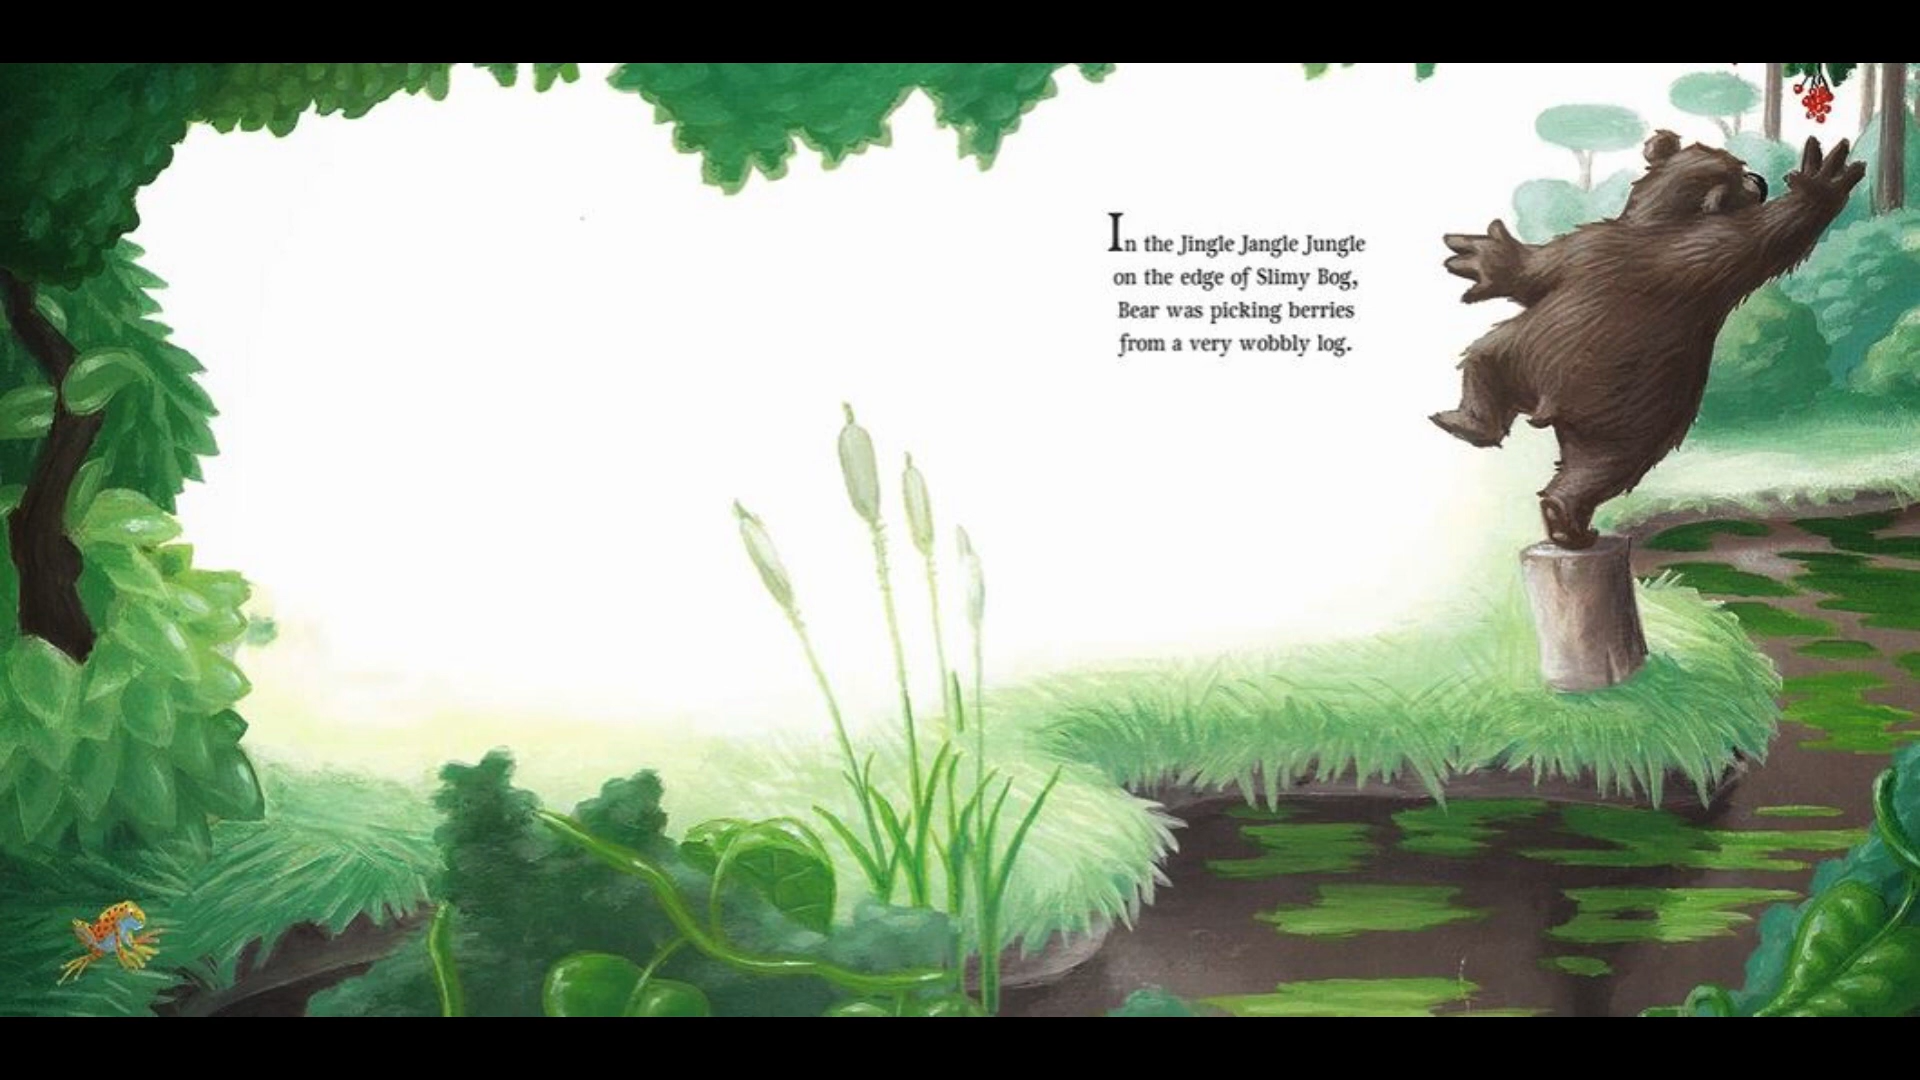 In the Jingle Jangle Jungle
on the edge of Slimy Bog,
Bear was picking berries
from a very wobbly log.